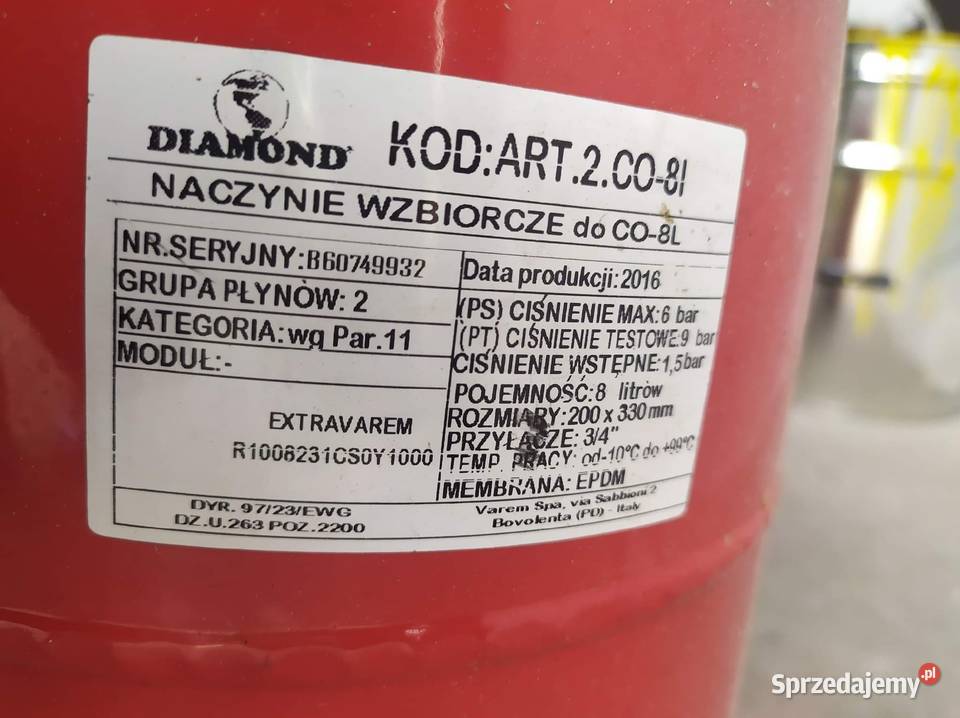 DIAMOND KOD:ART.2.CO-8l
NACZYNIE WZBIORCZE do CO-8L
NR.SERYJNY:B60749932
GRUPA PŁYNÓW: 2
KATEGORIA: wg Par.11
MODUŁ:-
EXTRAVAREM
R1008231CS0Y1000
Data produkcji: 2016
(PS) CIŚNIENIE MAX:6 bar
(PT) CIŚNIENIE TESTOWE:9 bar
CIŚNIENIE WSTĘPNE:1,5bar
POJEMNOŚĆ:8 litrów
ROZMIARY: 200 x 330 mm
PRZYŁĄCZE: 3/4"
TEMP. PRACY: od-10°C do +99°C
MEMBRANA: EPDM
DYR. 97/23/EWG
DZ.U.263 POZ.2200
Varem Spa, via Sabbioni 2
Bovolenta (PD) - Italy
Sprzedajemy.pl